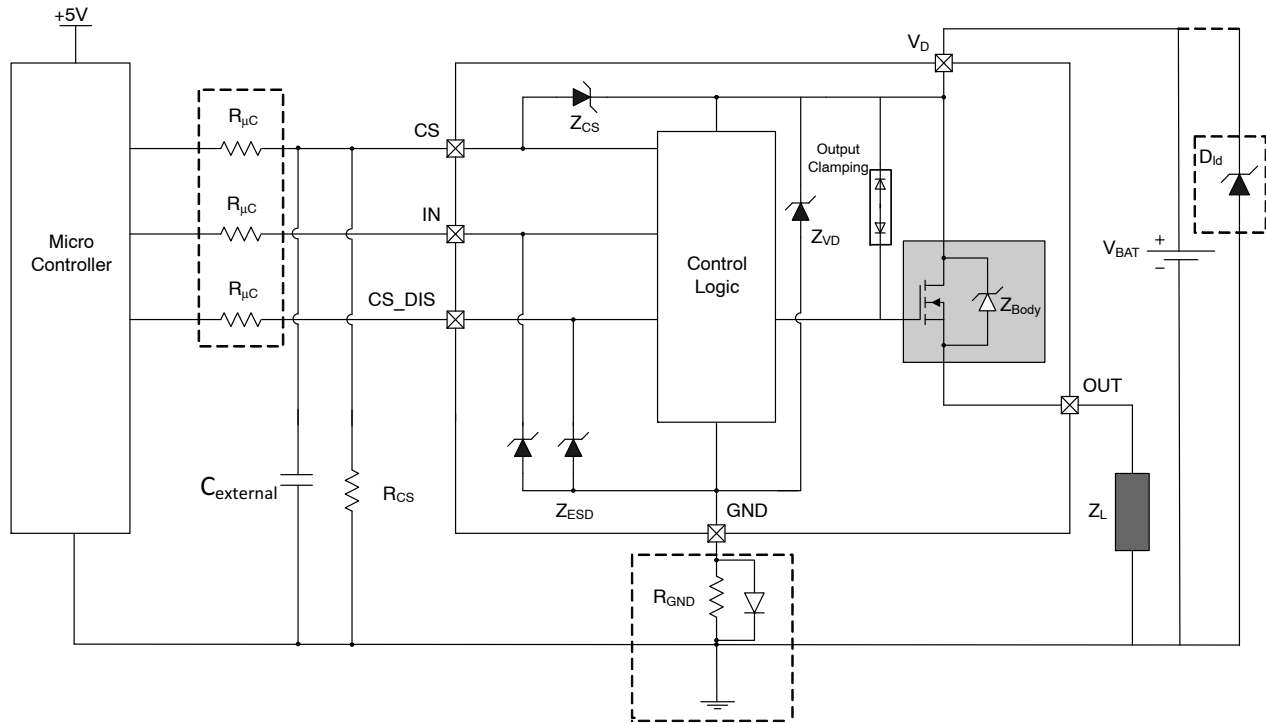 +5V
V_D
R_µC
CS
Z_CS
Output
Clamping
D_ld
R_µC
IN
Micro
Controller
Control
Logic
Z_VD
V_BAT
+
−
R_µC
CS_DIS
Z_Body
OUT
C_external
R_CS
Z_ESD
GND
Z_L
R_GND